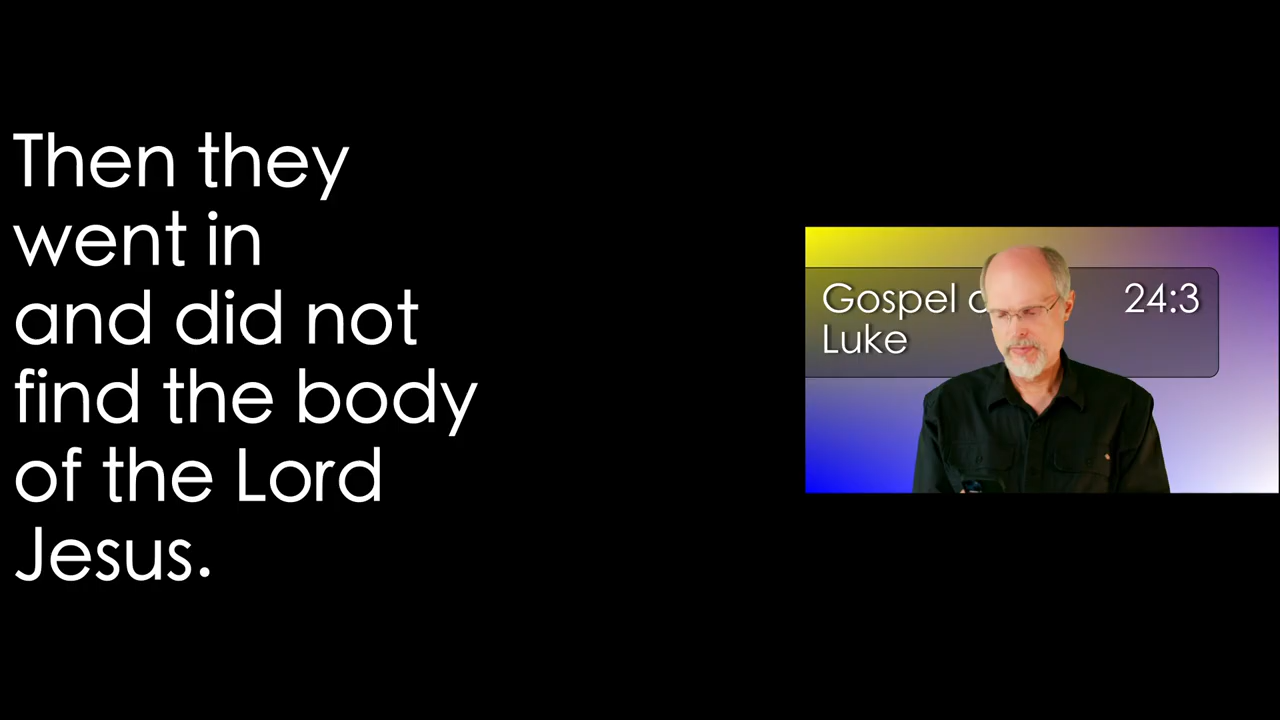 Then they
went in
and did not
find the body
of the Lord
Jesus.
Gospel 24:3
Luke